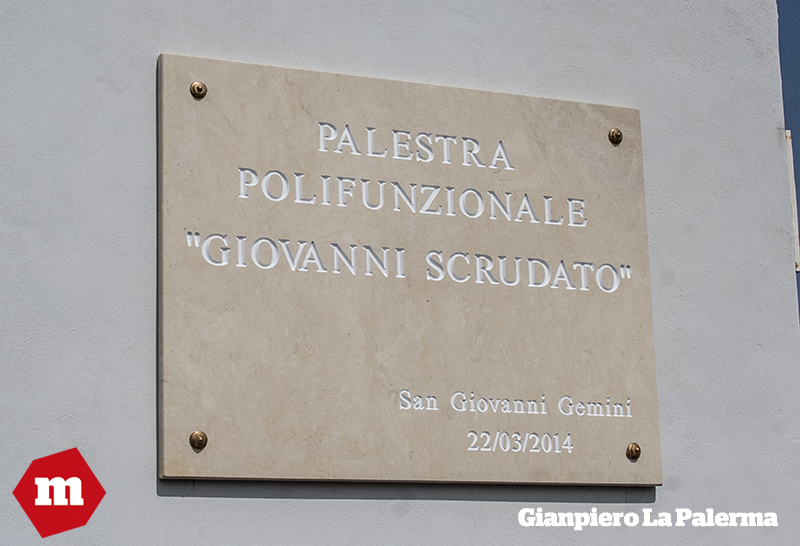 PALESTRA
POLIFUNZIONALE
"GIOVANNI SCRUDATO"
San Giovanni Gemini
22/03/2014
m
Gianpiero La Palerma